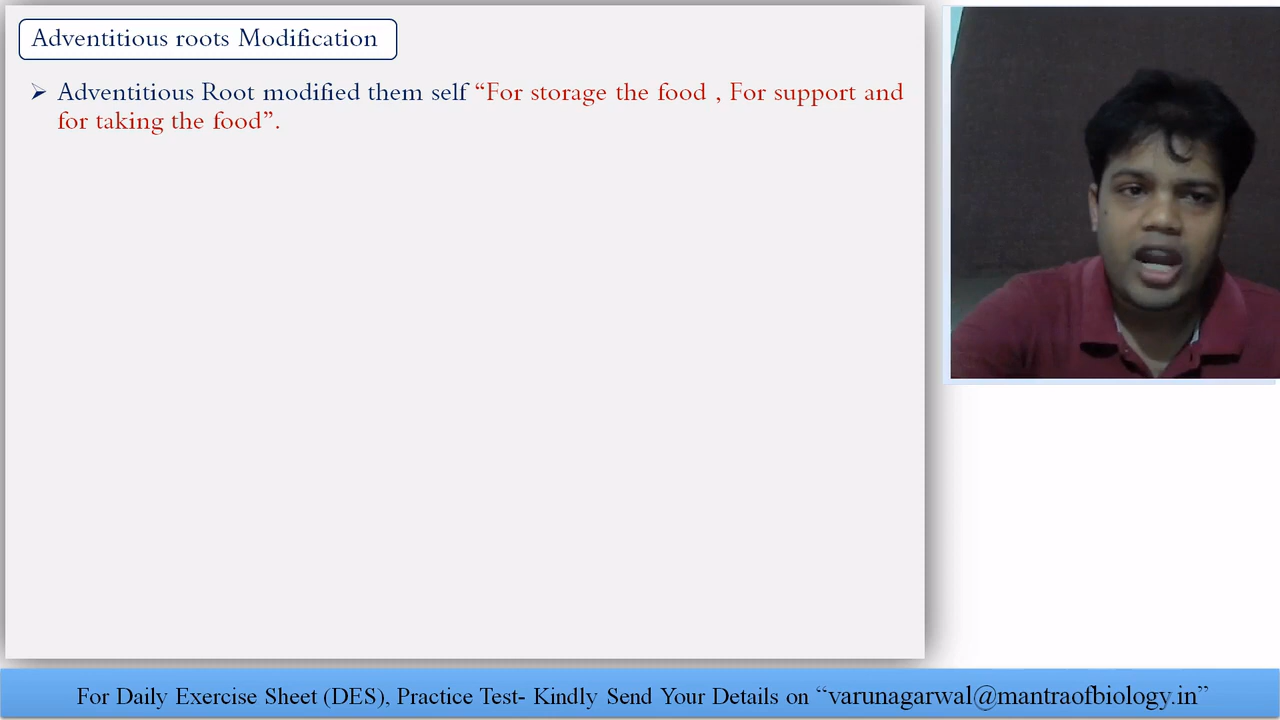 Adventitious roots Modification
➢ Adventitious Root modified them self “For storage the food , For support and
for taking the food”.
For Daily Exercise Sheet (DES), Practice Test- Kindly Send Your Details on “varunagarwal@mantraofbiology.in”